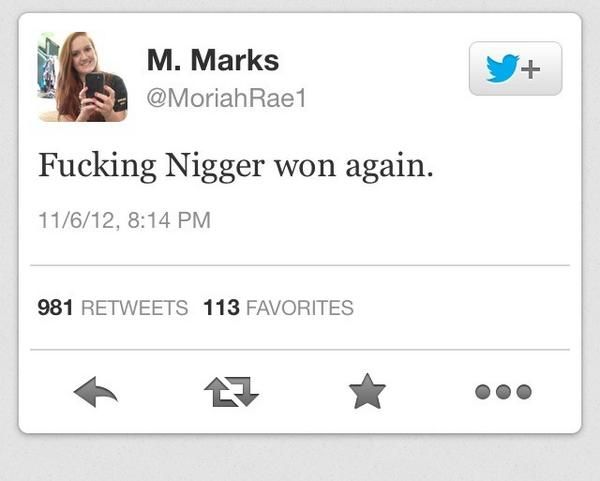 M. Marks
@MoriahRae1
Fucking Nigger won again.
11/6/12, 8:14 PM
981 RETWEETS 113 FAVORITES